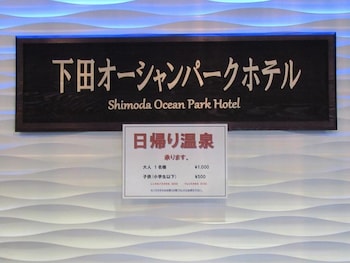 下田オーシャンパークホテル
Shimoda Ocean Park Hotel
日帰り温泉
承ります。
大人 1名様 ¥1,000
子供(小学生以下) ¥500